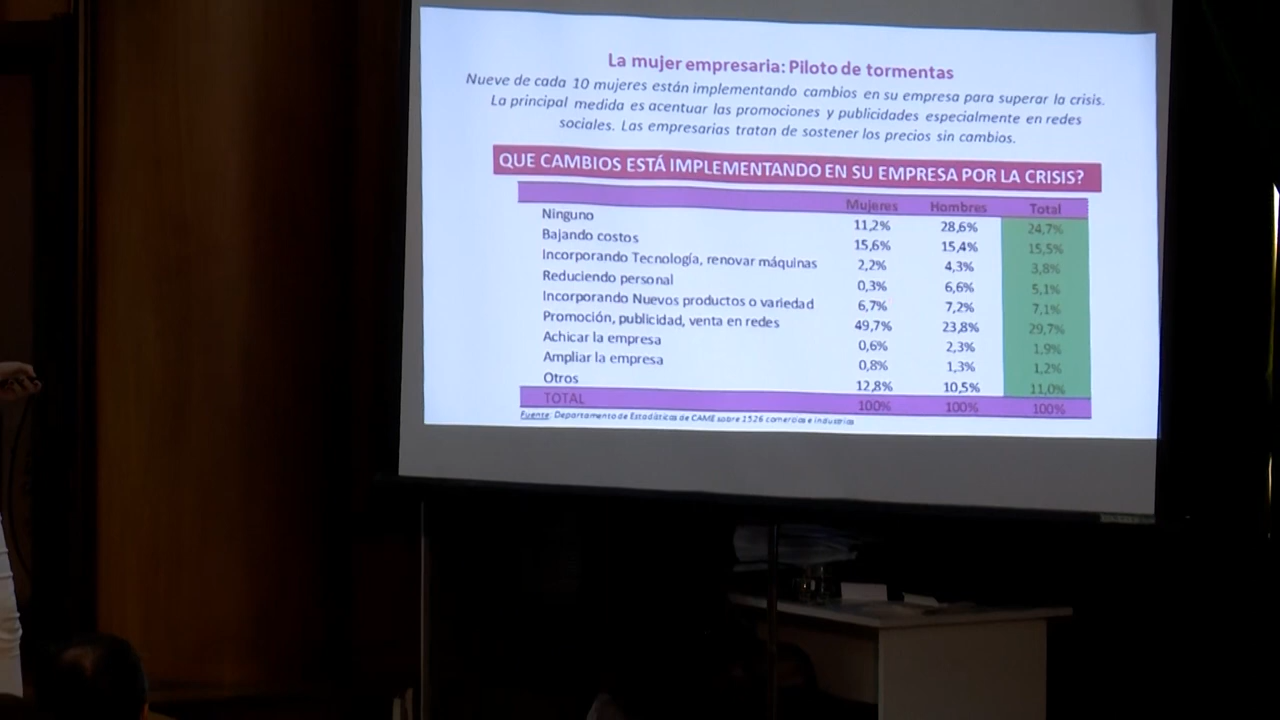 La mujer empresaria: Piloto de tormentas
Nueve de cada 10 mujeres están implementando cambios en su empresa para superar la crisis.
La principal medida es acentuar las promociones y publicidades especialmente en redes
sociales. Las empresarias tratan de sostener los precios sin cambios.
QUE CAMBIOS ESTÁ IMPLEMENTANDO EN SU EMPRESA POR LA CRISIS?
Mujeres Hombres Total
Ninguno 11,2% 28,6% 24,7%
Bajando costos 15,6% 15,4% 15,5%
Incorporando Tecnología, renovar máquinas 2,2% 4,3% 3,8%
Reduciendo personal 0,3% 6,6% 5,1%
Incorporando Nuevos productos o variedad 6,7% 7,2% 7,1%
Promoción, publicidad, venta en redes 49,7% 23,8% 29,7%
Achicar la empresa 0,6% 2,3% 1,9%
Ampliar la empresa 0,8% 1,3% 1,2%
Otros 12,8% 10,5% 11,0%
TOTAL 100% 100% 100%
Fuente: Departamento de Estadísticas de CAME sobre 1526 comercios e industrias